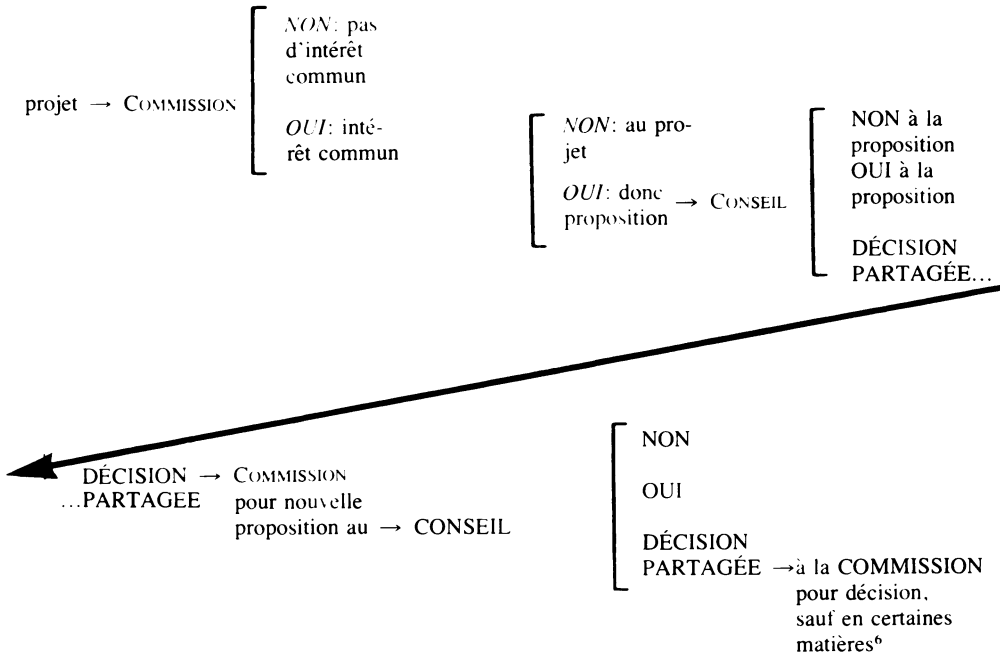 NON: pas
d'intérêt
commun
projet → COMMISSION
OUI: inté-
rêt commun
NON: au pro-
jet
OUI: donc
proposition → CONSEIL
NON à la
proposition
OUI à la
proposition
DÉCISION
PARTAGÉE...
DÉCISION → COMMISSION
...PARTAGEE pour nouvelle
proposition au → CONSEIL
NON
OUI
DÉCISION
PARTAGÉE → à la COMMISSION
pour décision,
sauf en certaines
matières⁶